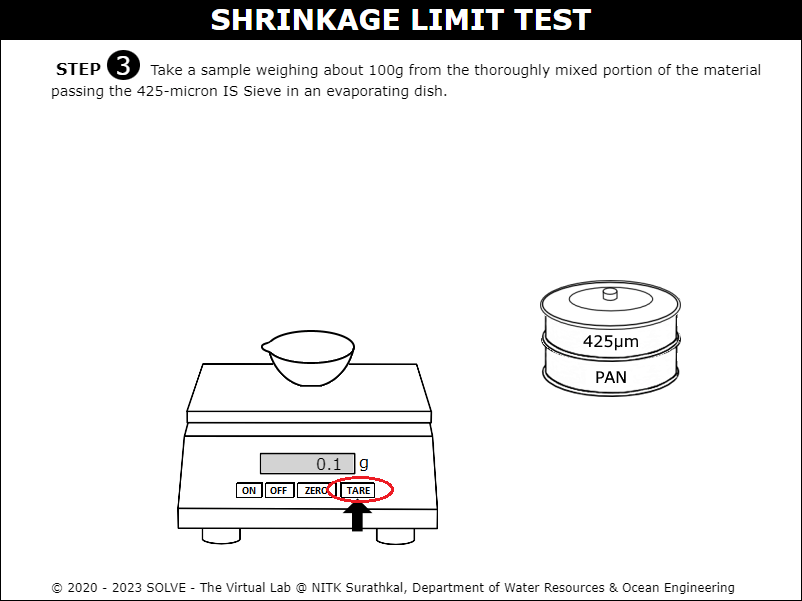 SHRINKAGE LIMIT TEST
STEP 3 Take a sample weighing about 100g from the thoroughly mixed portion of the material
passing the 425-micron IS Sieve in an evaporating dish.
425µm
PAN
0.1 g
ON OFF ZERO TARE
© 2020 - 2023 SOLVE - The Virtual Lab @ NITK Surathkal, Department of Water Resources & Ocean Engineering